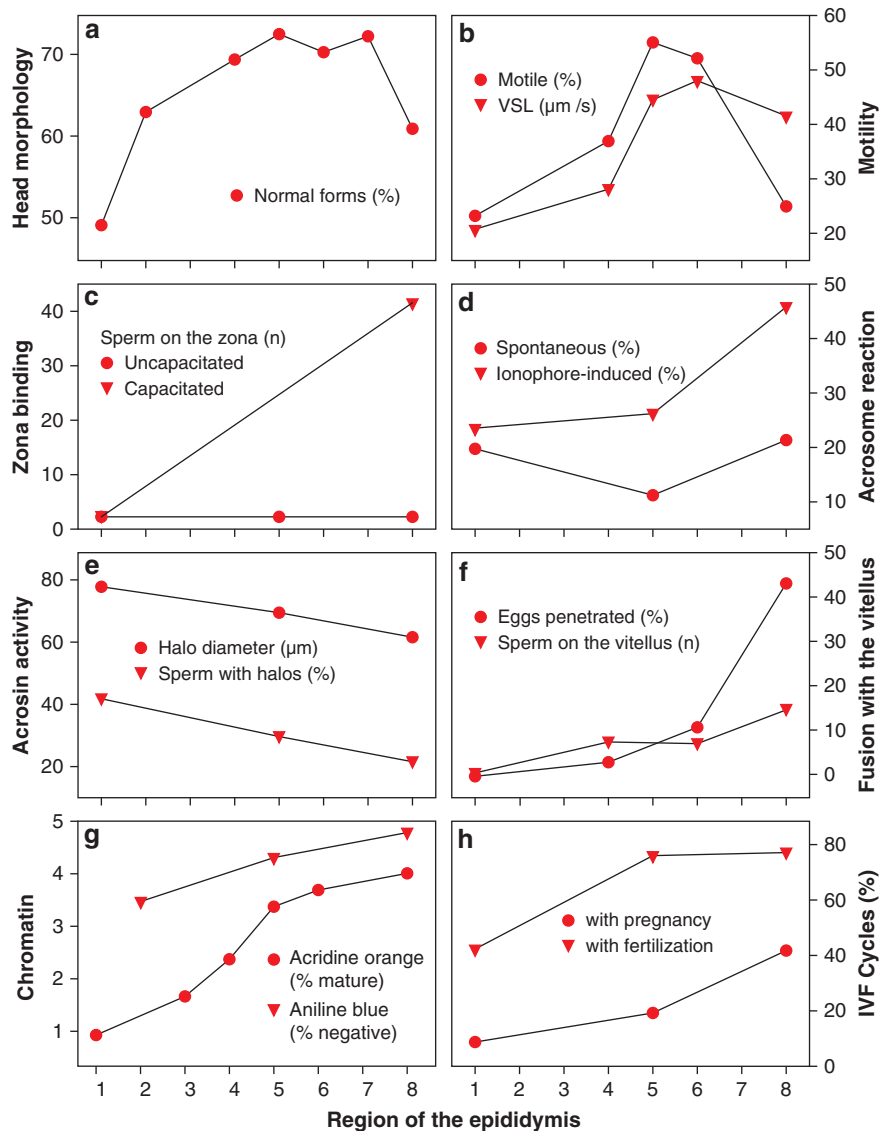 a
Head morphology
70
60
50
Normal forms (%)
b
Motile (%)
VSL (µm /s)
60
50
40
30
20
Motility
c
Zona binding
40
30
20
10
0
Sperm on the zona (n)
Uncapacitated
Capacitated
d
Spontaneous (%)
Ionophore-induced (%)
50
40
30
20
10
Acrosome reaction
e
Acrosin activity
80
60
40
20
Halo diameter (µm)
Sperm with halos (%)
f
Eggs penetrated (%)
Sperm on the vitellus (n)
50
40
30
20
10
0
Fusion with the vitellus
g
Chromatin
5
4
3
2
1
Acridine orange
(% mature)
Aniline blue
(% negative)
h
with pregnancy
with fertilization
80
60
40
20
0
IVF Cycles (%)
1 2 3 4 5 6 7 8
1 2 3 4 5 6 7 8
Region of the epididymis